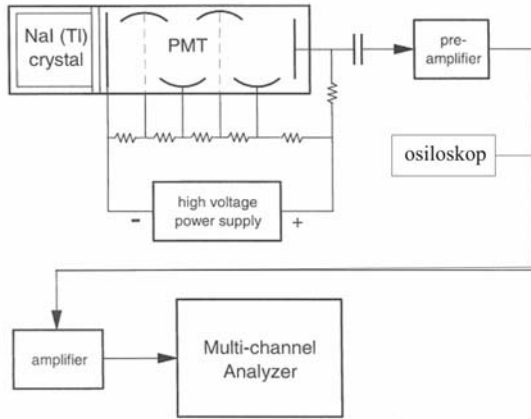 NaI (Tl)
crystal
PMT
pre-
amplifier
osiloskop
high voltage
power supply
- +
amplifier
Multi-channel
Analyzer